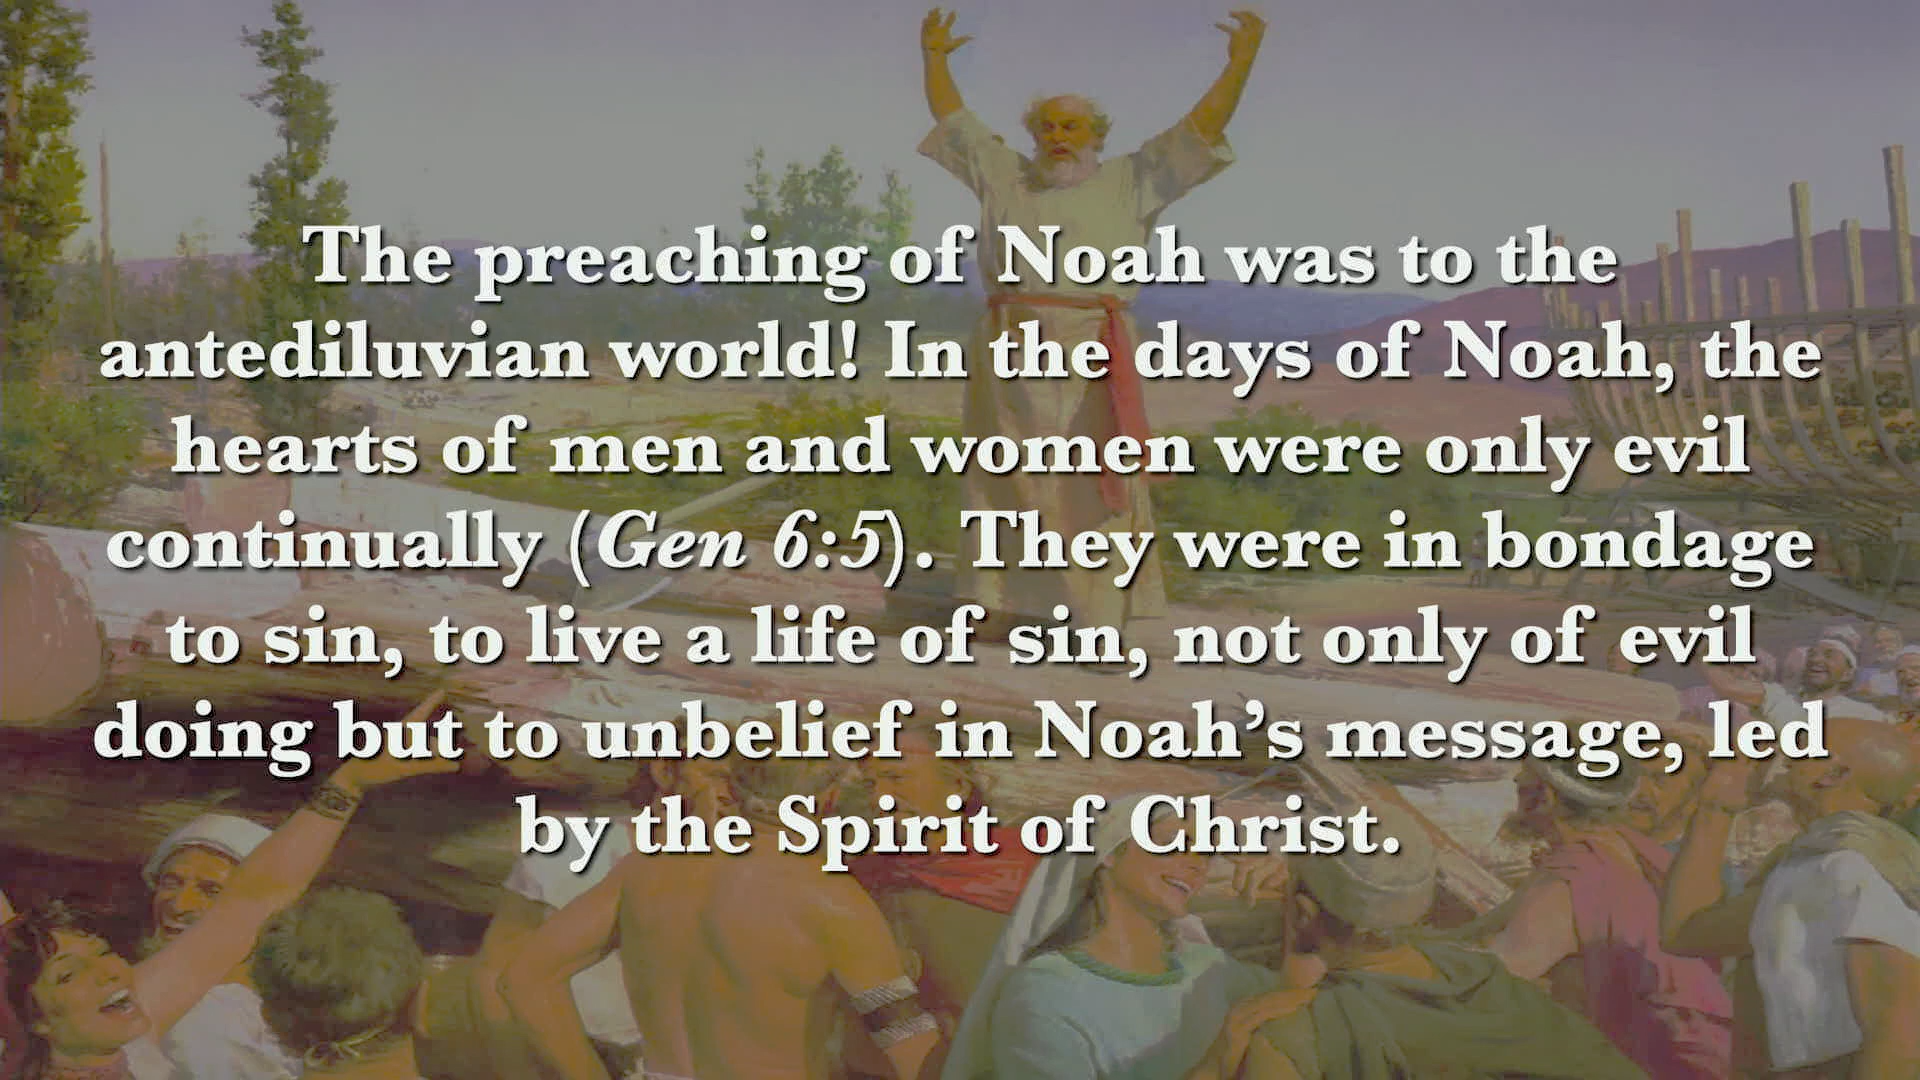 The preaching of Noah was to the
antediluvian world! In the days of Noah, the
hearts of men and women were only evil
continually (Gen 6:5). They were in bondage
to sin, to live a life of sin, not only of evil
doing but to unbelief in Noah’s message, led
by the Spirit of Christ.